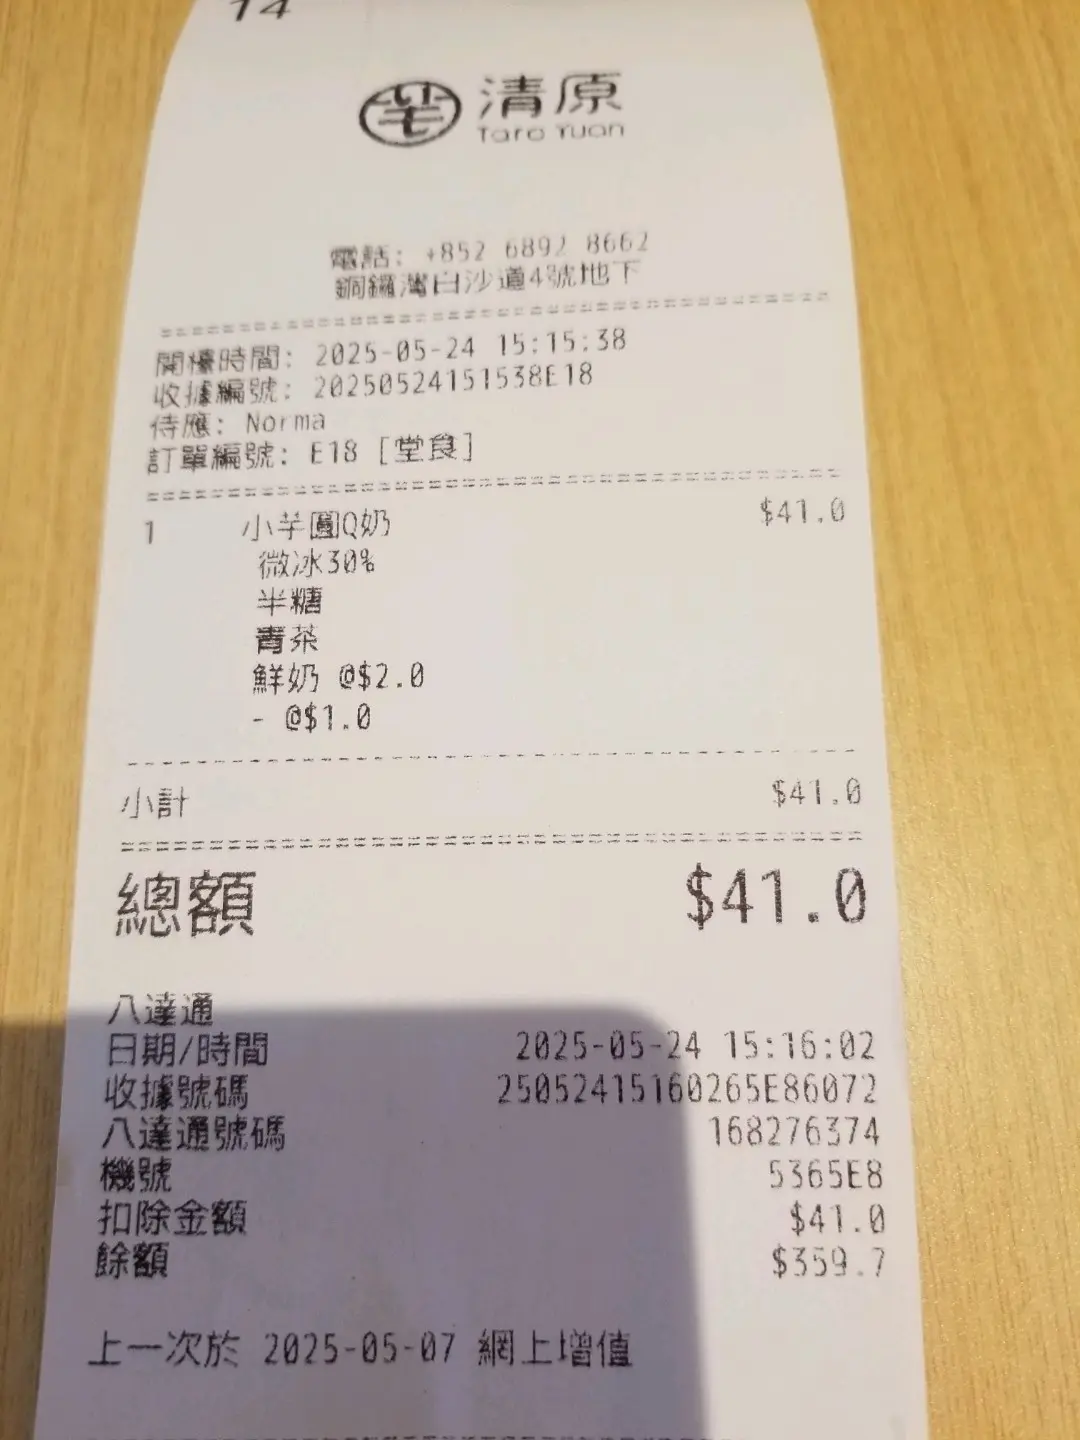 14
芋 清原
Taro Yuan
電話: +852 6892 8662
銅鑼灣白沙道4號地下
開檯時間: 2025-05-24 15:15:38
收據編號: 20250524151538E18
侍應: Norma
訂單編號: E18 [堂食]
1 小芋圓Q奶 $41.0
微冰30%
半糖
青茶
鮮奶 @$2.0
- @$1.0
小計 $41.0
總額 $41.0
八達通
日期/時間 2025-05-24 15:16:02
收據號碼 25052415160265E86072
八達通號碼 168276374
機號 5365E8
扣除金額 $41.0
餘額 $359.7
上一次於 2025-05-07 網上增值